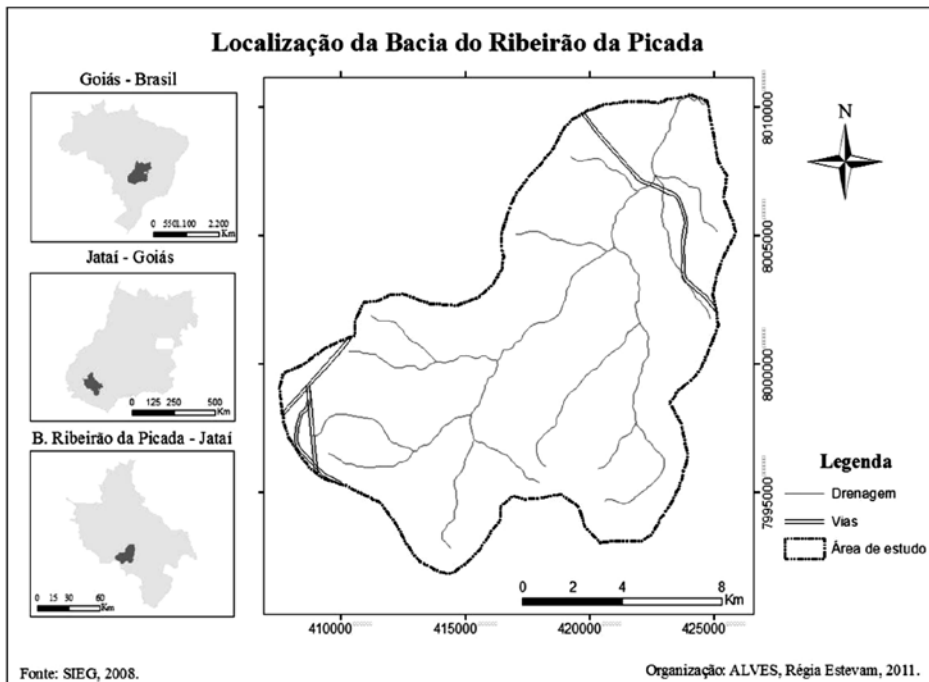 Localização da Bacia do Ribeirão da Picada
Goiás - Brasil
0 5501.100 2.200
Km
Jataí - Goiás
0 125 250 500
Km
B. Ribeirão da Picada - Jataí
0 15 30 60
Km
N
8010000
8005000
8000000
7995000
Legenda
Drenagem
Vias
Área de estudo
0 2 4 8
Km
410000 415000 420000 425000
Fonte: SIEG, 2008.
Organização: ALVES, Régia Estevam, 2011.